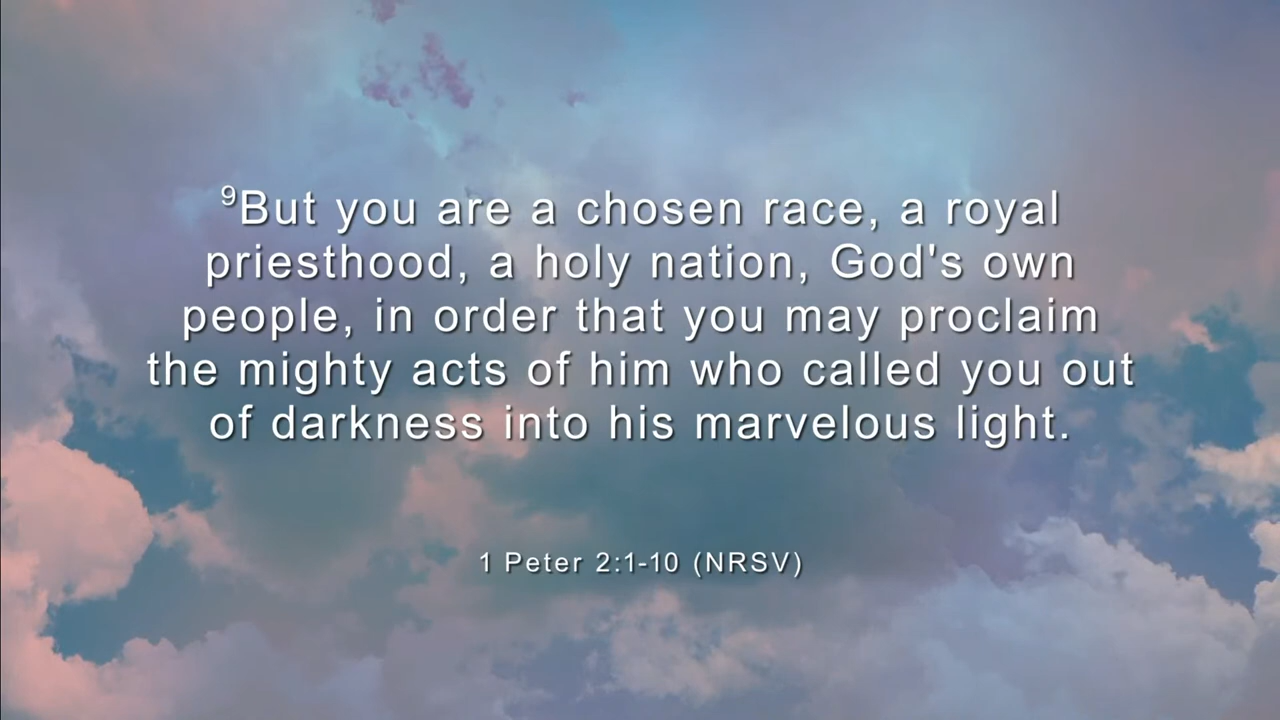 ⁹But you are a chosen race, a royal
priesthood, a holy nation, God's own
people, in order that you may proclaim
the mighty acts of him who called you out
of darkness into his marvelous light.
1 Peter 2:1-10 (NRSV)